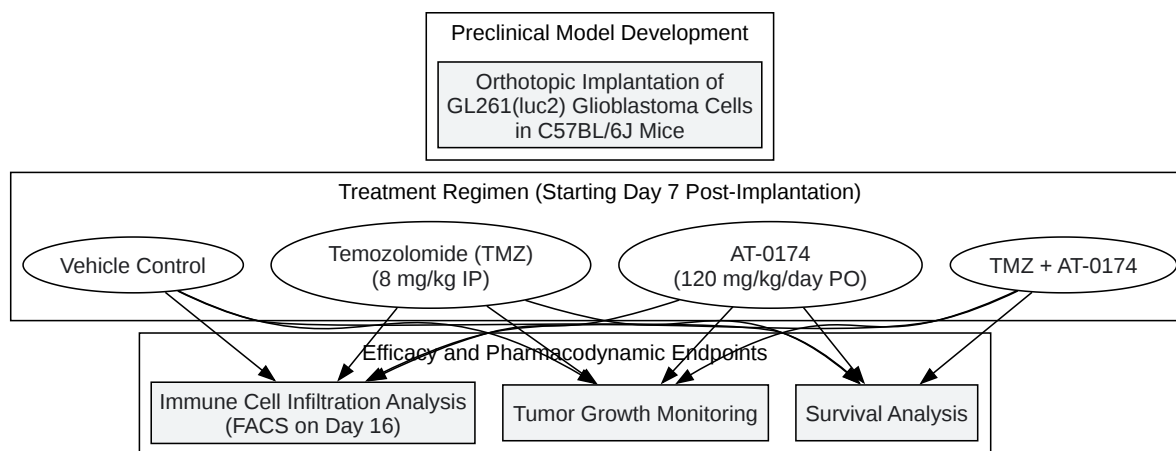 Preclinical Model Development
Orthotopic Implantation of
GL261(luc2) Glioblastoma Cells
in C57BL/6J Mice
Treatment Regimen (Starting Day 7 Post-Implantation)
Vehicle Control
Temozolomide (TMZ)
(8 mg/kg IP)
AT-0174
(120 mg/kg/day PO)
TMZ + AT-0174
Efficacy and Pharmacodynamic Endpoints
Immune Cell Infiltration Analysis
(FACS on Day 16)
Tumor Growth Monitoring
Survival Analysis